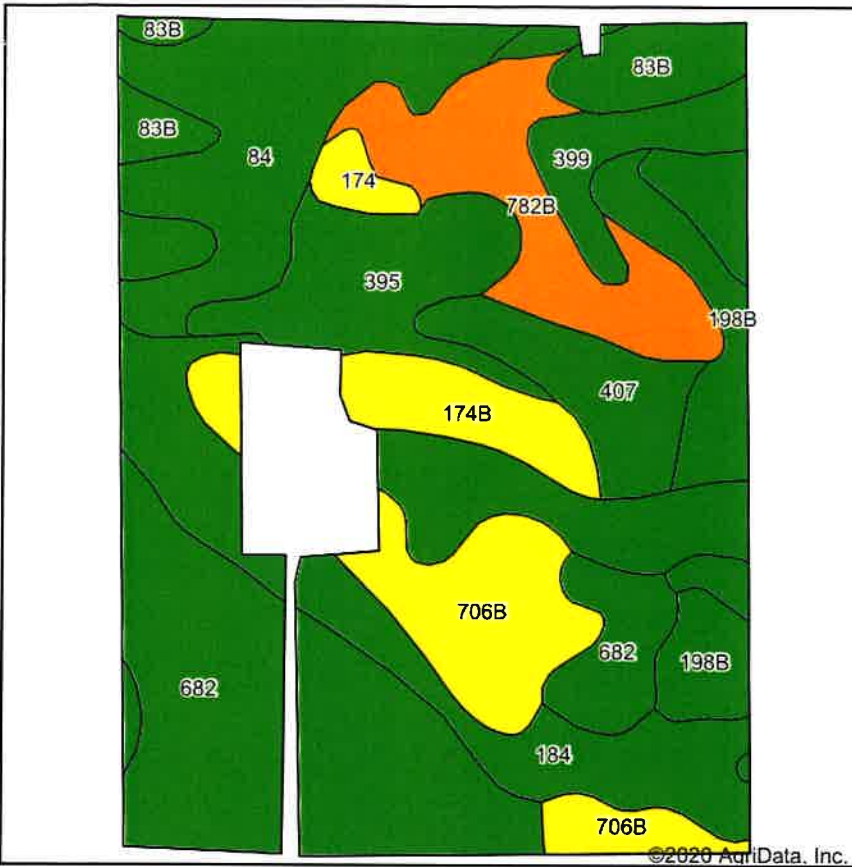 83B
83B
83B
84
399
174
782B
395
198B
407
174B
706B
682
198B
682
184
706B
©2020 AgriData, Inc.